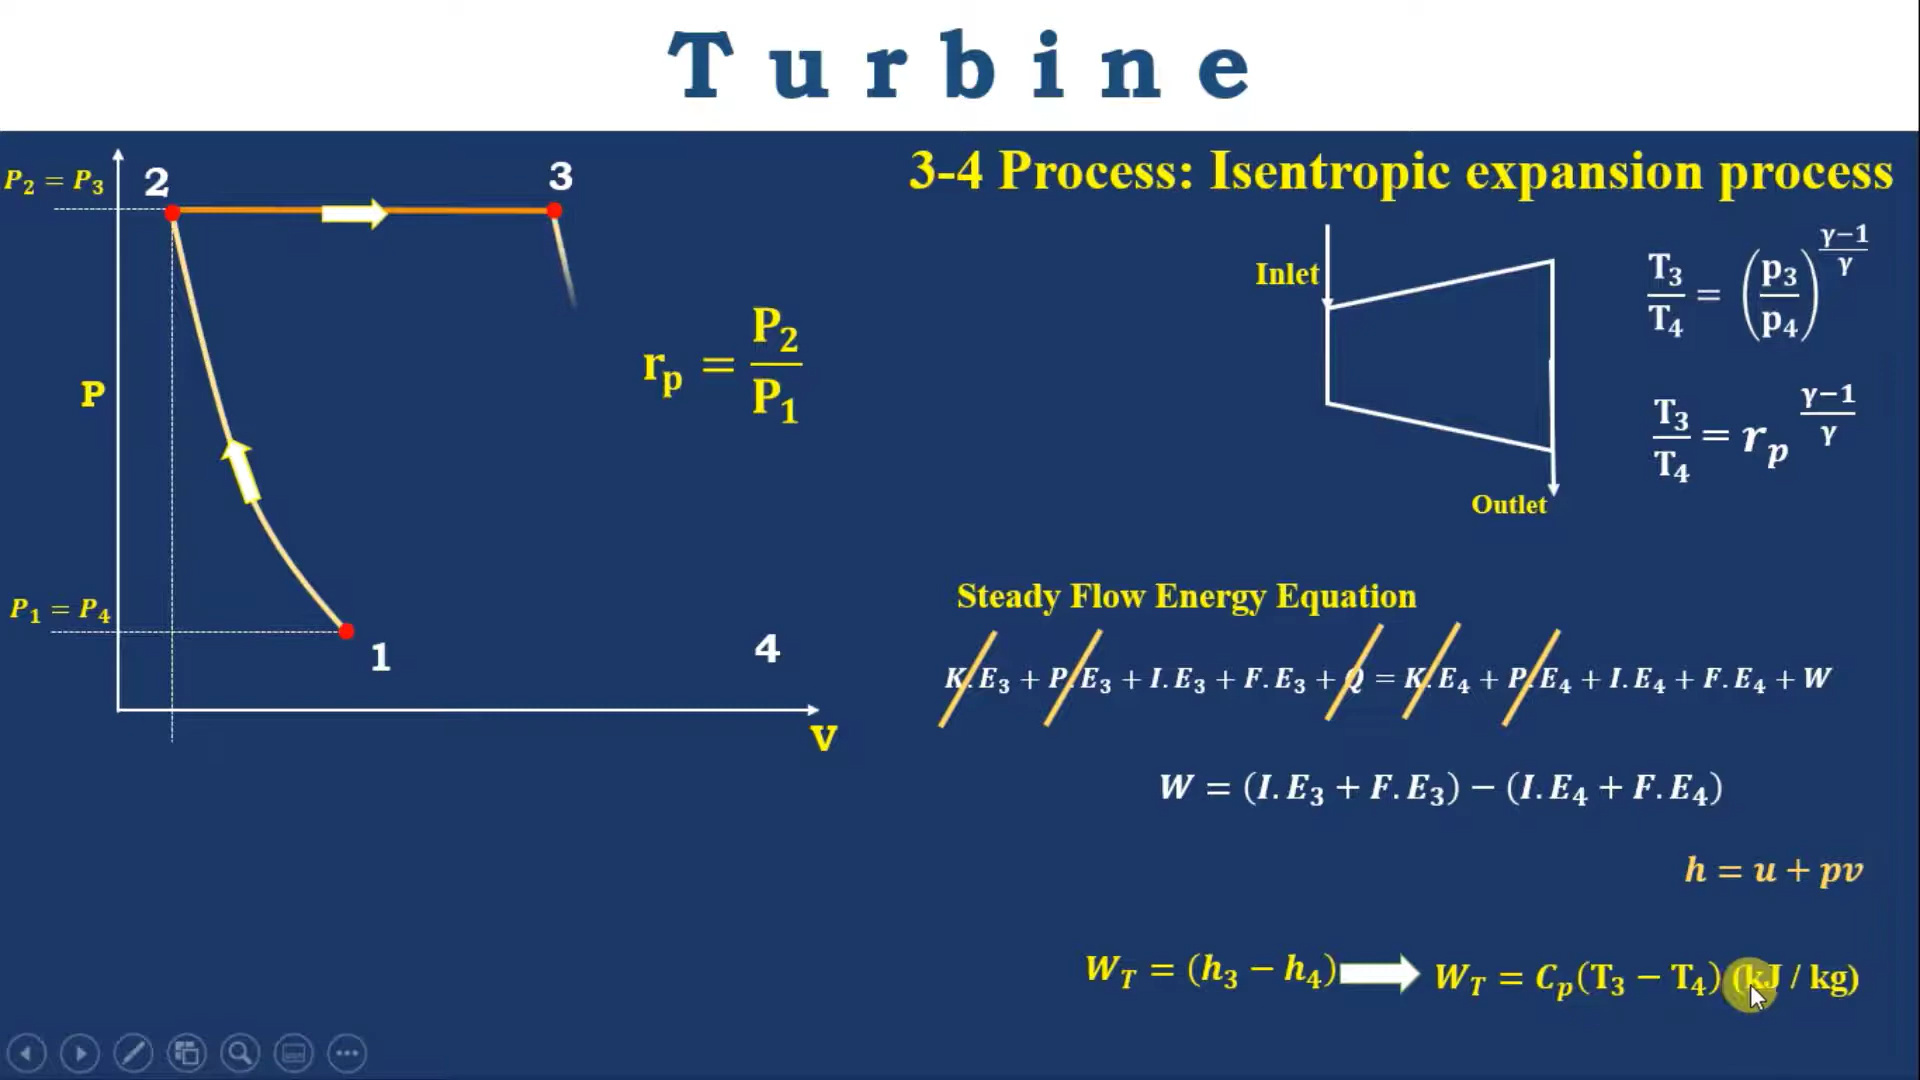 Turbine
3-4 Process: Isentropic expansion process
P₂ = P₃
2
3
Inlet
T₃/T₄ = (p₃/p₄)^((γ−1)/γ)
rₚ = P₂/P₁
P
T₃/T₄ = rₚ^((γ−1)/γ)
Outlet
Steady Flow Energy Equation
P₁ = P₄
1
4
K.E₃ + P.E₃ + I.E₃ + F.E₃ + Q = K.E₄ + P.E₄ + I.E₄ + F.E₄ + W
V
W = (I.E₃ + F.E₃) − (I.E₄ + F.E₄)
h = u + pv
W_T = (h₃ − h₄)
W_T = Cₚ(T₃ − T₄) (kJ / kg)